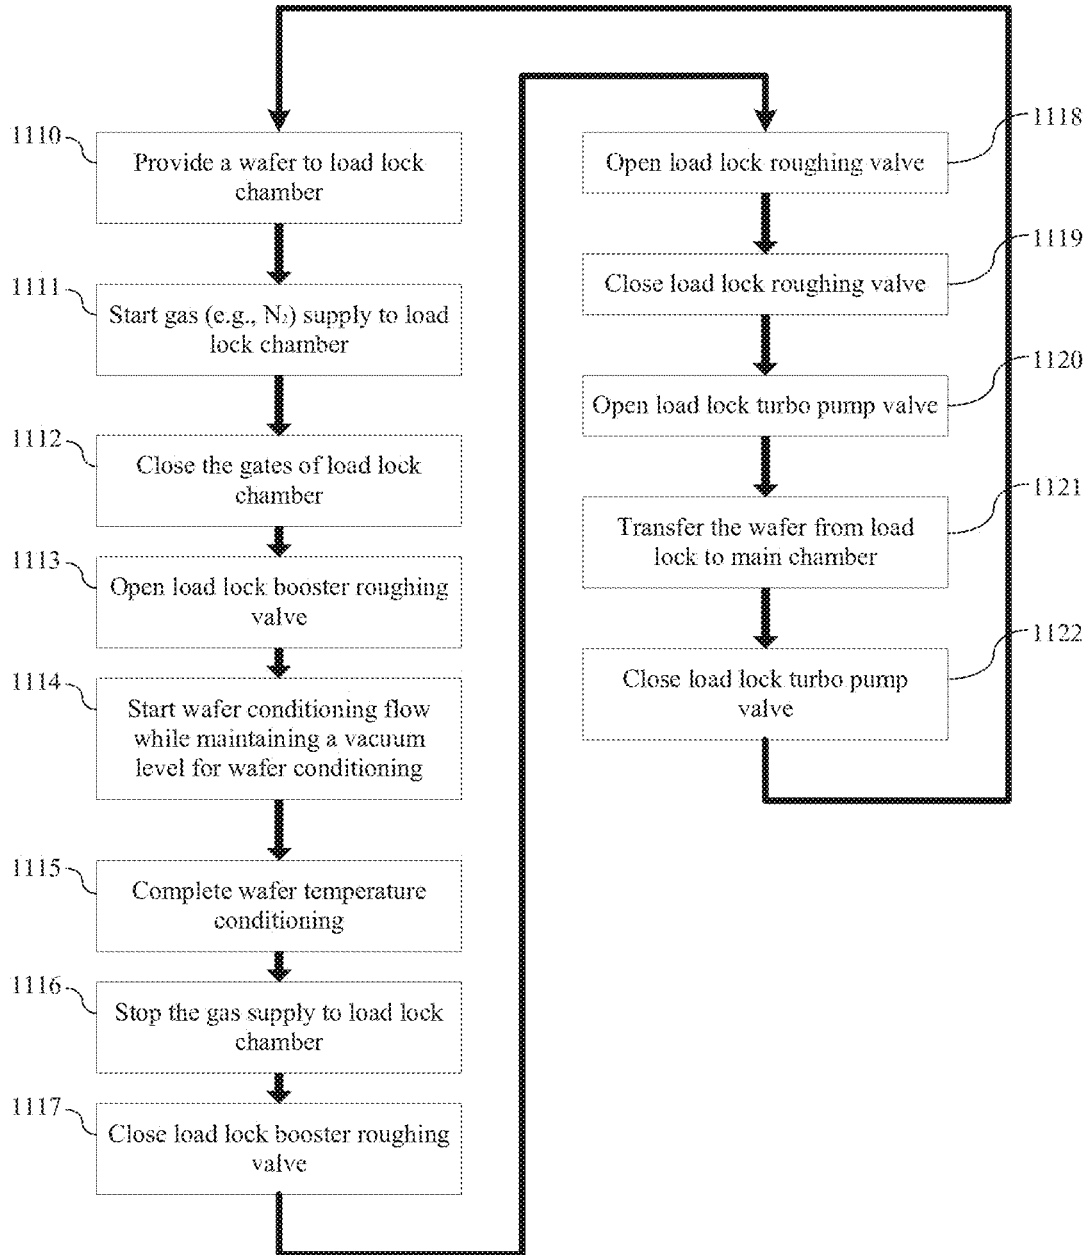 1110
Provide a wafer to load lock
chamber
1111
Start gas (e.g., N₂) supply to load
lock chamber
1112
Close the gates of load lock
chamber
1113
Open load lock booster roughing
valve
1114
Start wafer conditioning flow
while maintaining a vacuum
level for wafer conditioning
1115
Complete wafer temperature
conditioning
1116
Stop the gas supply to load lock
chamber
1117
Close load lock booster roughing
valve
1118
Open load lock roughing valve
1119
Close load lock roughing valve
1120
Open load lock turbo pump valve
1121
Transfer the wafer from load
lock to main chamber
1122
Close load lock turbo pump
valve